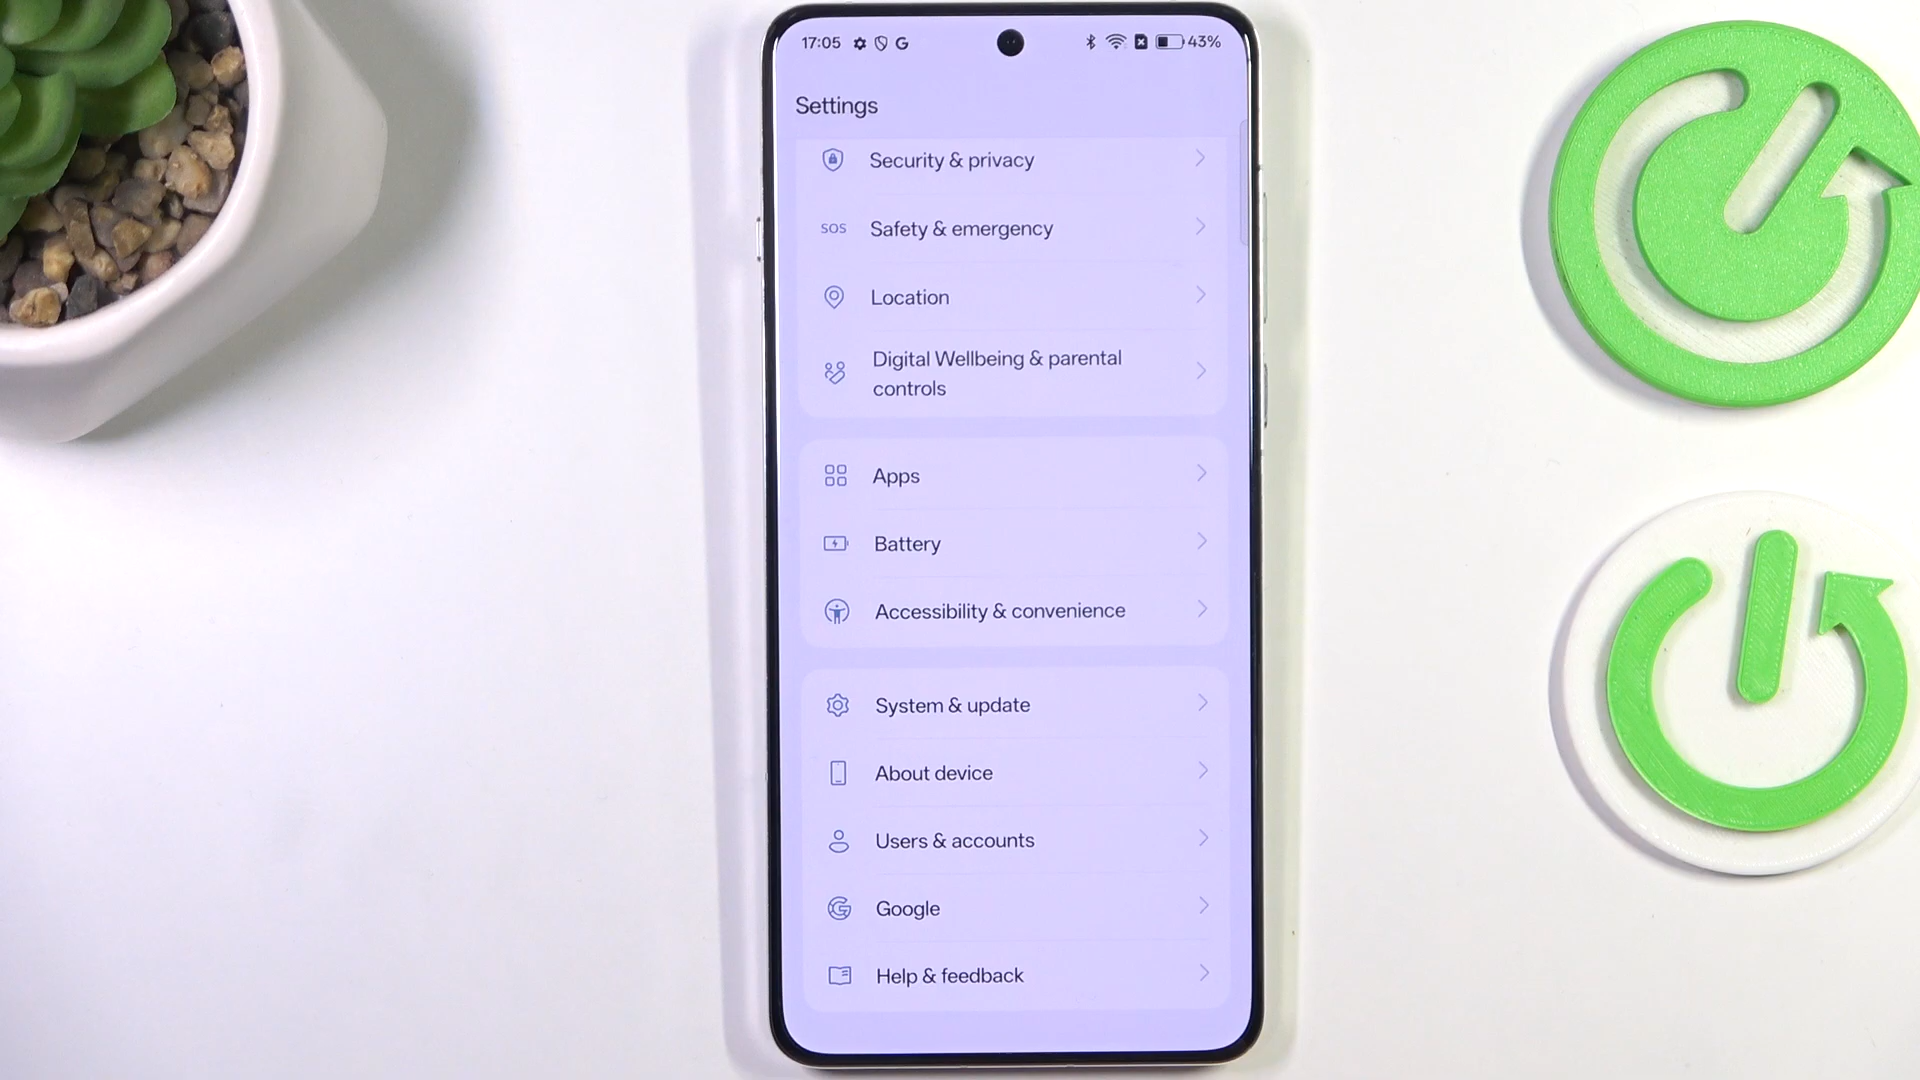 17:05 G 43%
Settings
Security & privacy
SOS Safety & emergency
Location
Digital Wellbeing & parental
controls
Apps
Battery
Accessibility & convenience
System & update
About device
Users & accounts
Google
Help & feedback